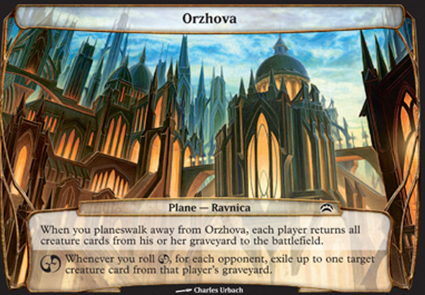 Orzhova
Plane — Ravnica
When you planeswalk away from Orzhova, each player returns all
creature cards from his or her graveyard to the battlefield.
Whenever you roll , for each opponent, exile up to one target
creature card from that player's graveyard.
Charles Urbach